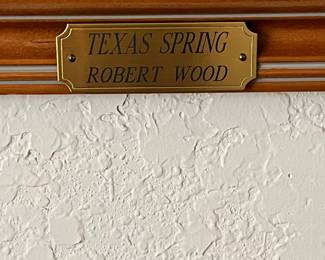 TEXAS SPRING
ROBERT WOOD